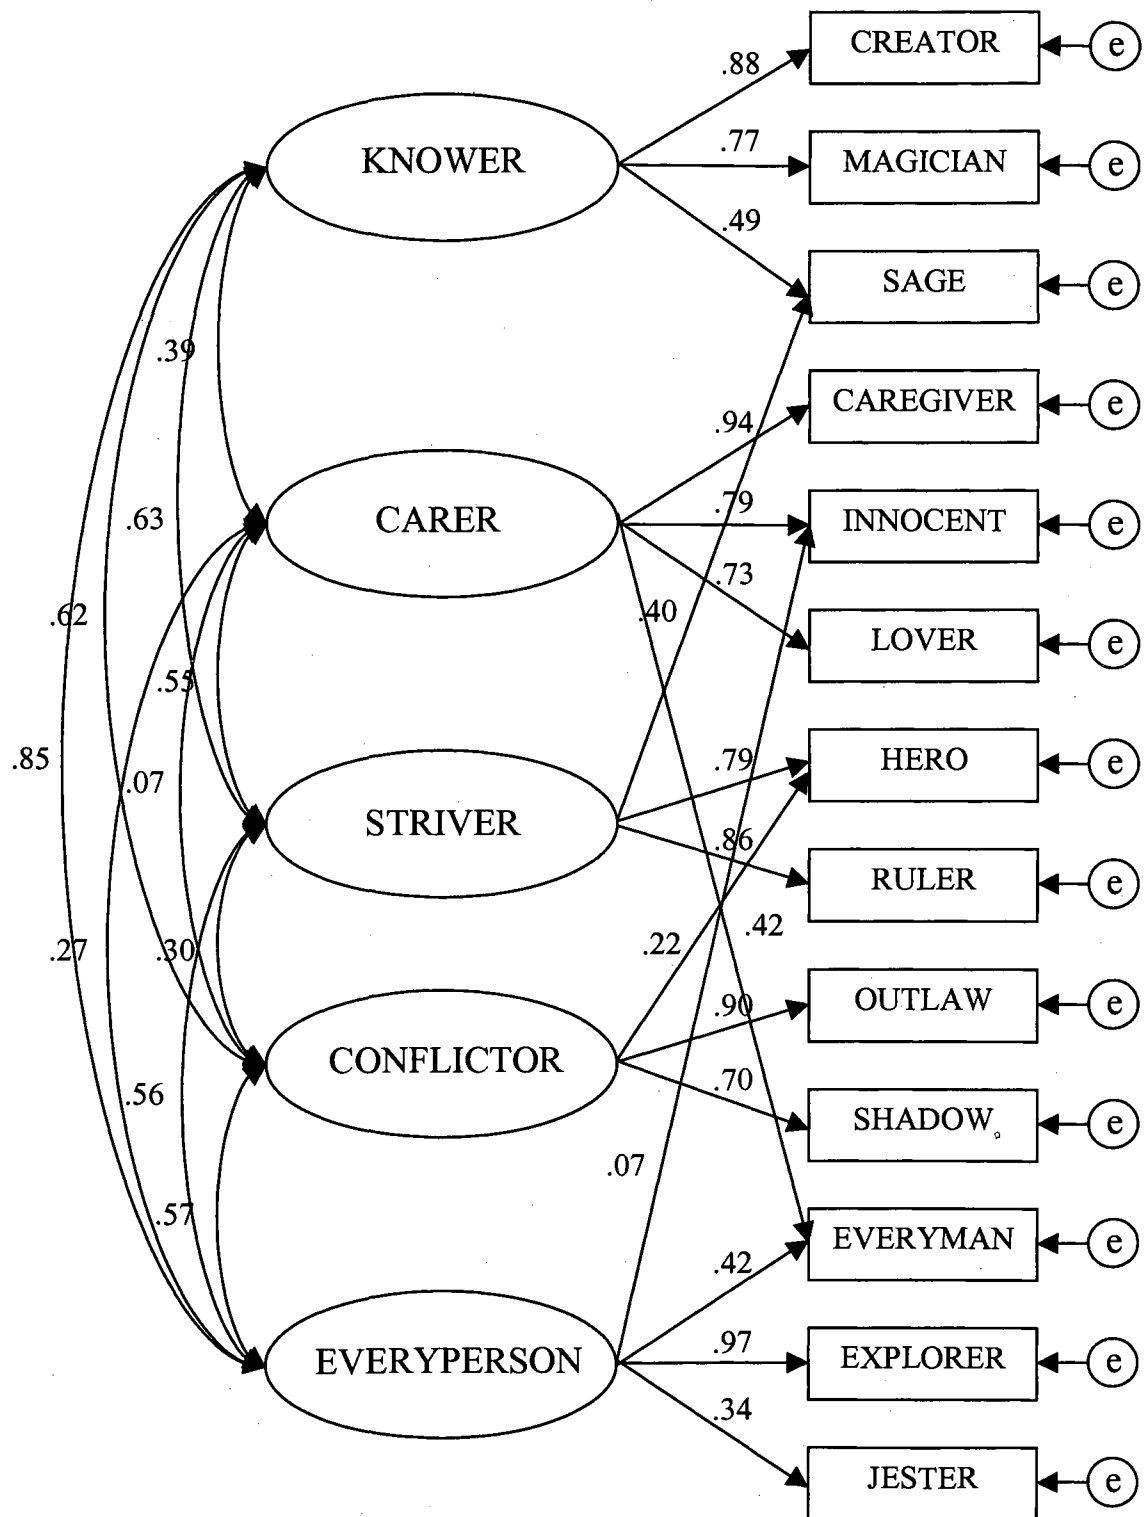 CREATOR
e
.88
KNOWER
.77
MAGICIAN
e
.49
SAGE
e
.39
CAREGIVER
e
.94
CARER
.79
INNOCENT
e
.63
.73
.62
.40
LOVER
e
.55
.85
.07
.79
HERO
e
STRIVER
.86
RULER
e
.27
.30
.22
.42
.90
OUTLAW
e
CONFLICTOR
.56
.70
SHADOW
e
.07
.57
EVERYMAN
e
.42
EVERYPERSON
.97
EXPLORER
e
.34
JESTER
e